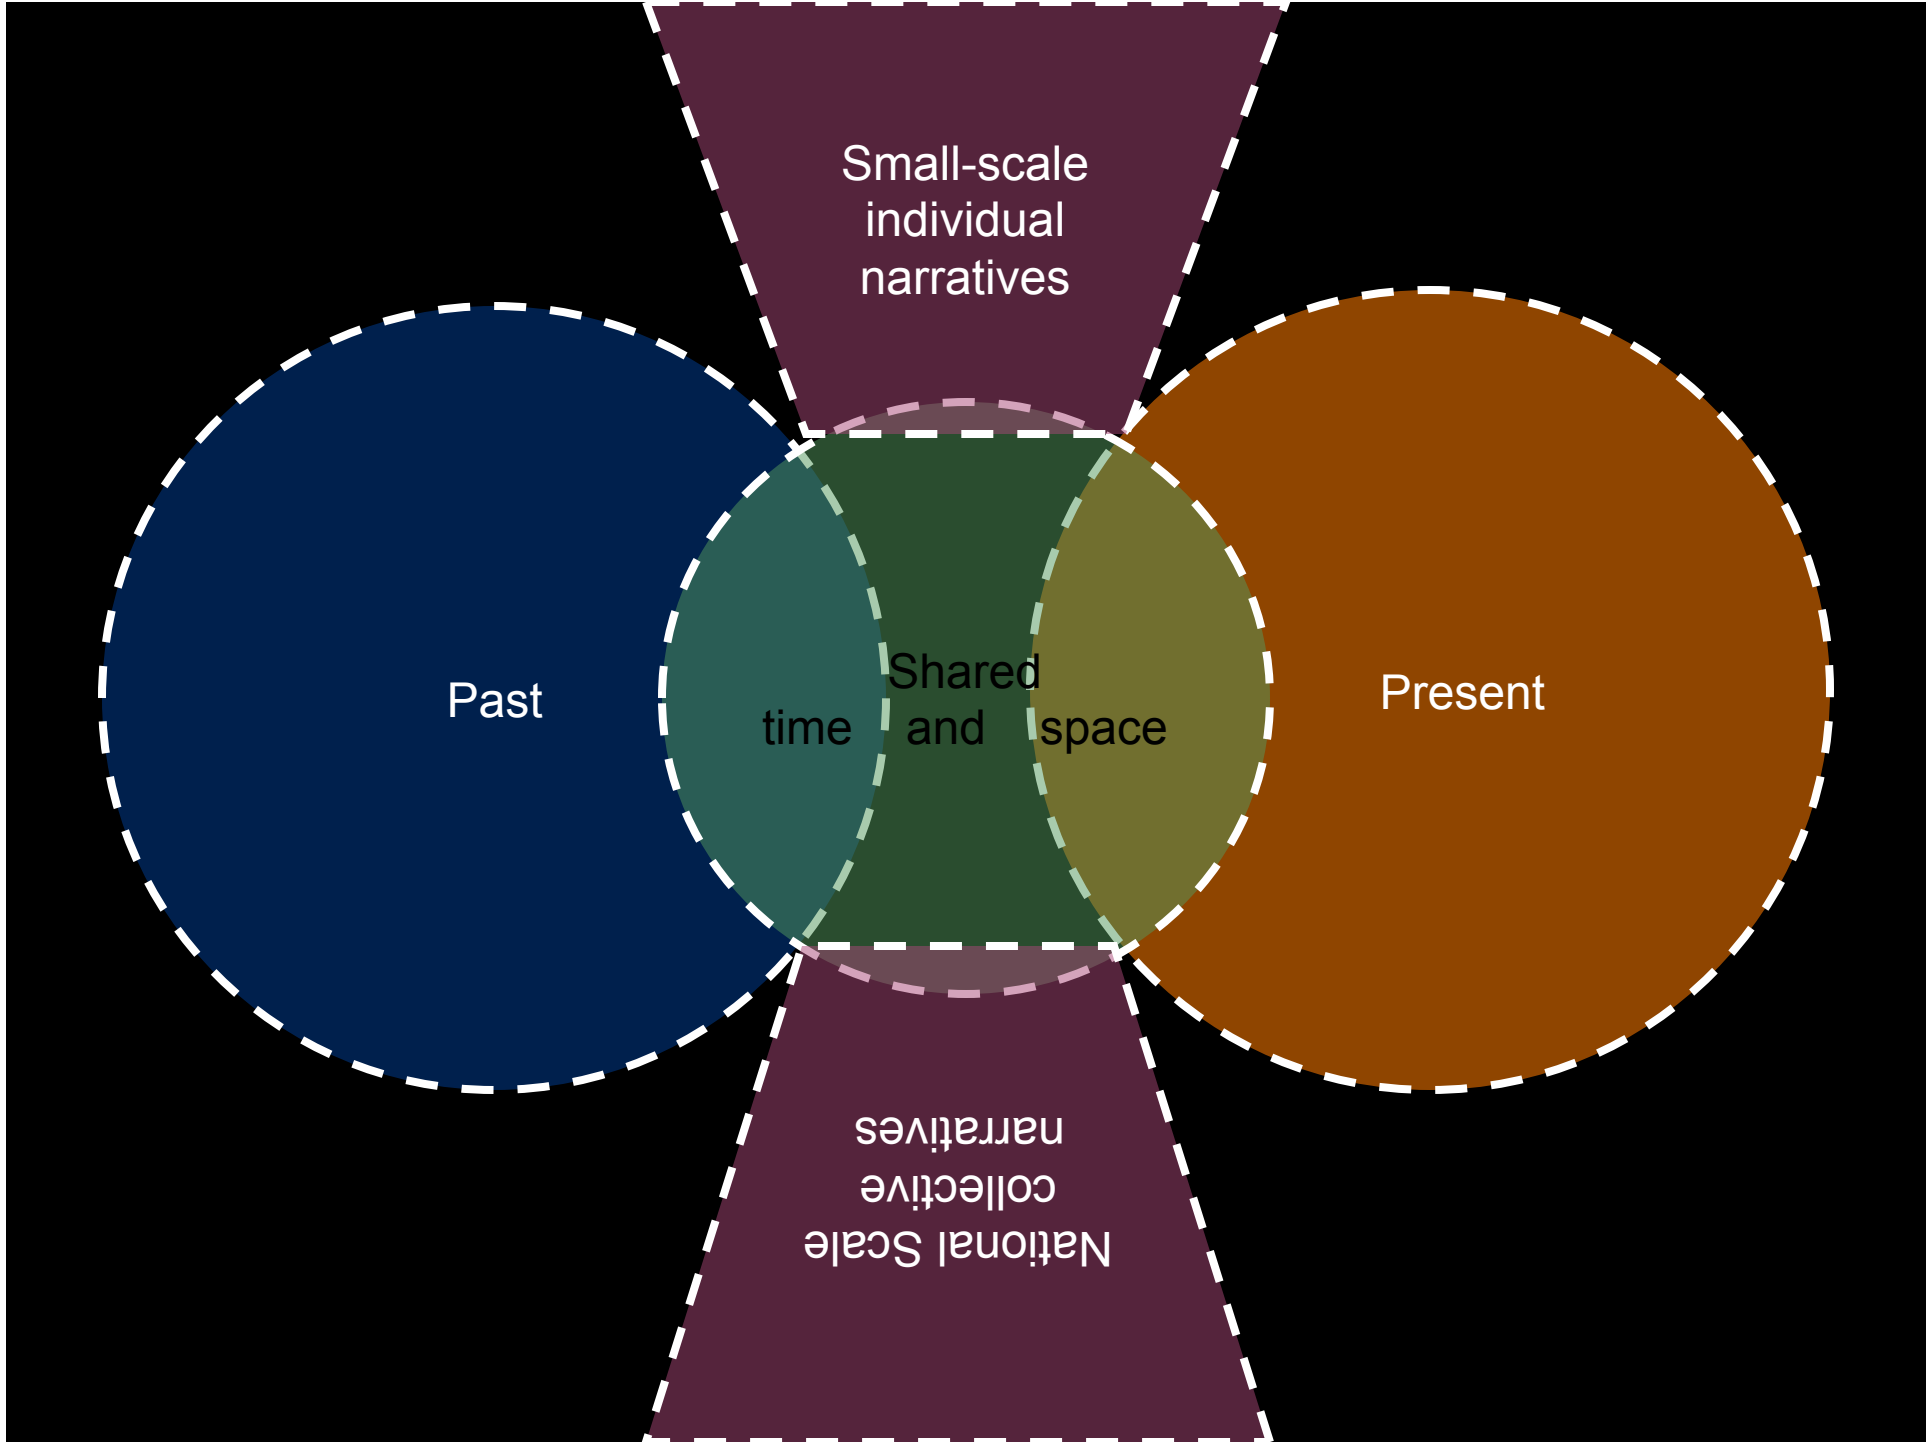 Small-scale
individual
narratives
Past
Shared
time and space
Present
National Scale
collective
narratives